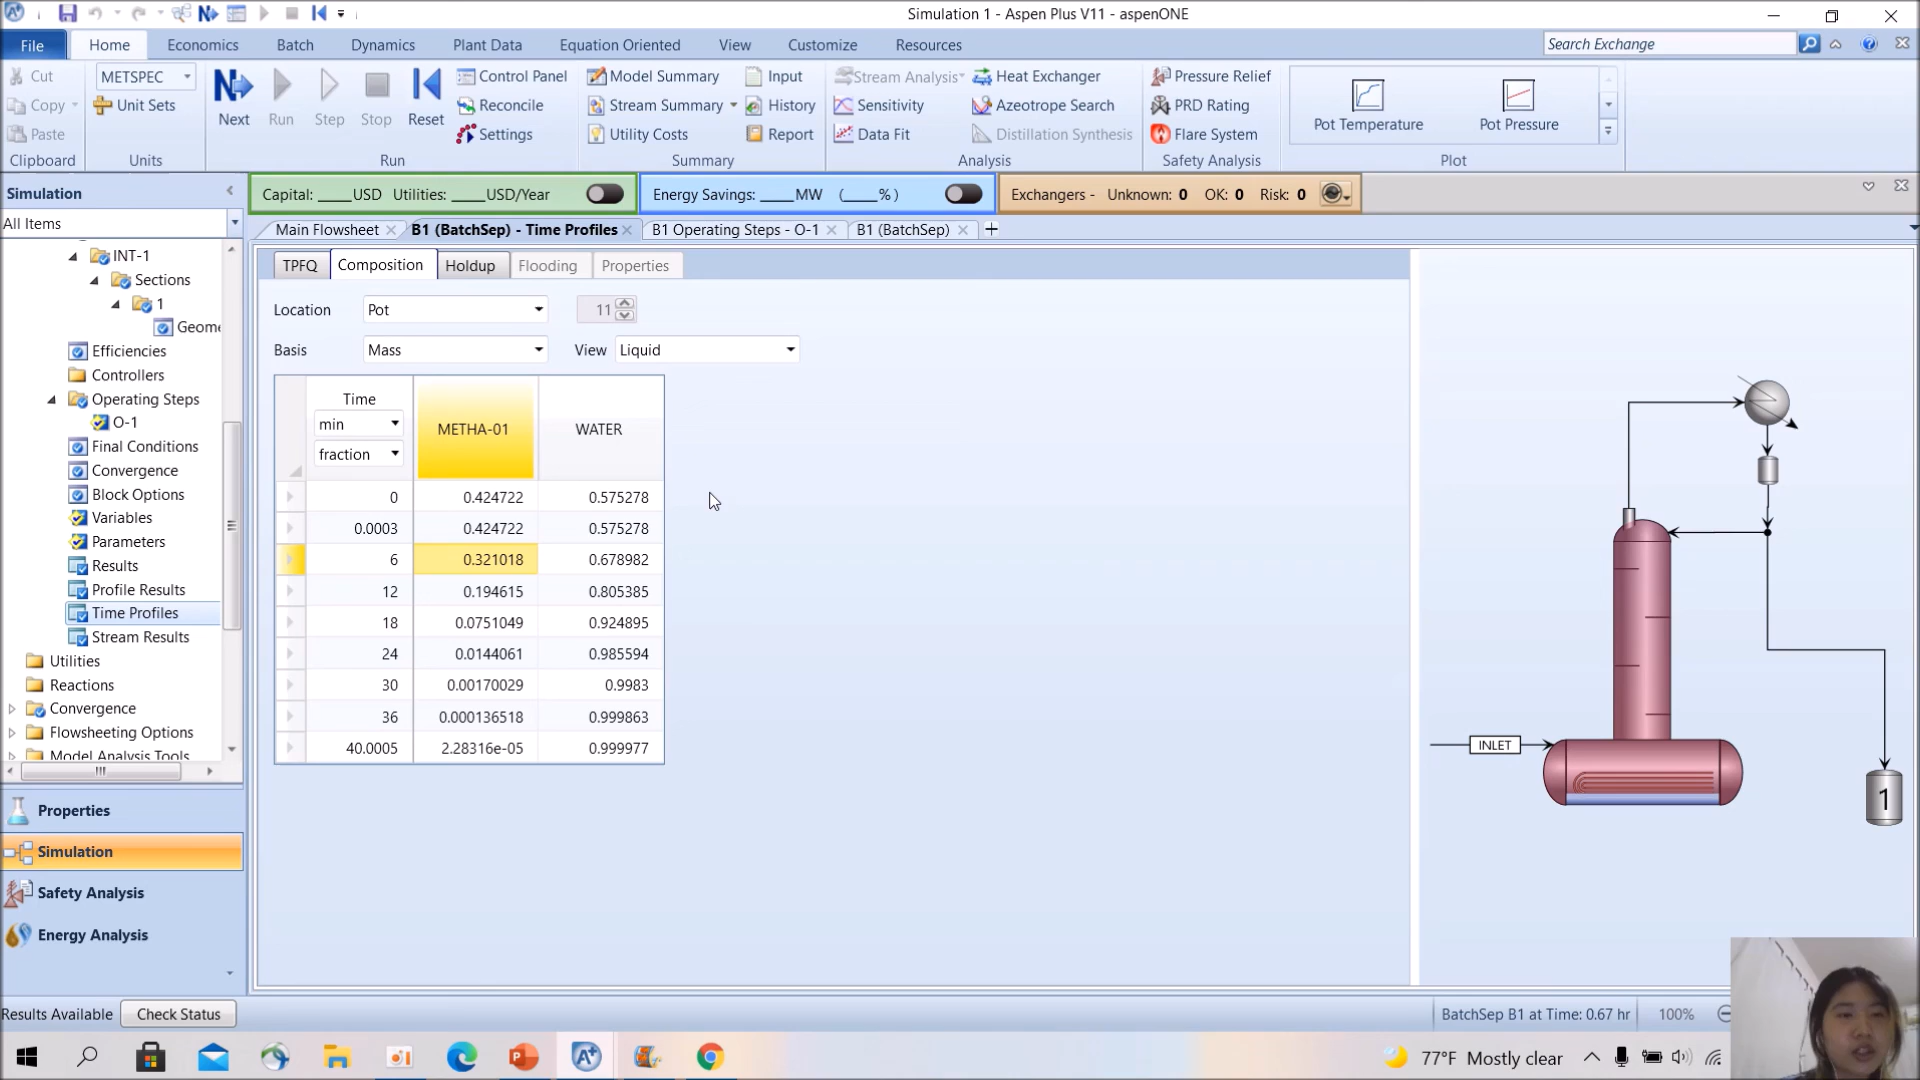 Simulation 1 - Aspen Plus V11 - aspenONE
File Home Economics Batch Dynamics Plant Data Equation Oriented View Customize Resources Search Exchange
Cut METSPEC Control Panel Model Summary Input Stream Analysis Heat Exchanger Pressure Relief
Copy Unit Sets Next Run Step Stop Reset Reconcile Stream Summary History Sensitivity Azeotrope Search PRD Rating Pot Temperature Pot Pressure
Paste Settings Utility Costs Report Data Fit Distillation Synthesis Flare System
Clipboard Units Run Summary Analysis Safety Analysis Plot
Simulation
Capital: ____USD Utilities: ____USD/Year Energy Savings: ____MW (____%) Exchangers - Unknown: 0 OK: 0 Risk: 0
All Items
Main Flowsheet B1 (BatchSep) - Time Profiles B1 Operating Steps - O-1 B1 (BatchSep) +
INT-1
Sections
1
Geome
Efficiencies
Controllers
Operating Steps
O-1
Final Conditions
Convergence
Block Options
Variables
Parameters
Results
Profile Results
Time Profiles
Stream Results
Utilities
Reactions
Convergence
Flowsheeting Options
Model Analysis Tools
Properties
Simulation
Safety Analysis
Energy Analysis
TPFQ Composition Holdup Flooding Properties
Location Pot 11
Basis Mass View Liquid
Time
min
fraction
METHA-01 WATER
0 0.424722 0.575278
0.0003 0.424722 0.575278
6 0.321018 0.678982
12 0.194615 0.805385
18 0.0751049 0.924895
24 0.0144061 0.985594
30 0.00170029 0.9983
36 0.000136518 0.999863
40.0005 2.28316e-05 0.999977
INLET
1
Results Available Check Status BatchSep B1 at Time: 0.67 hr 100%
77°F Mostly clear